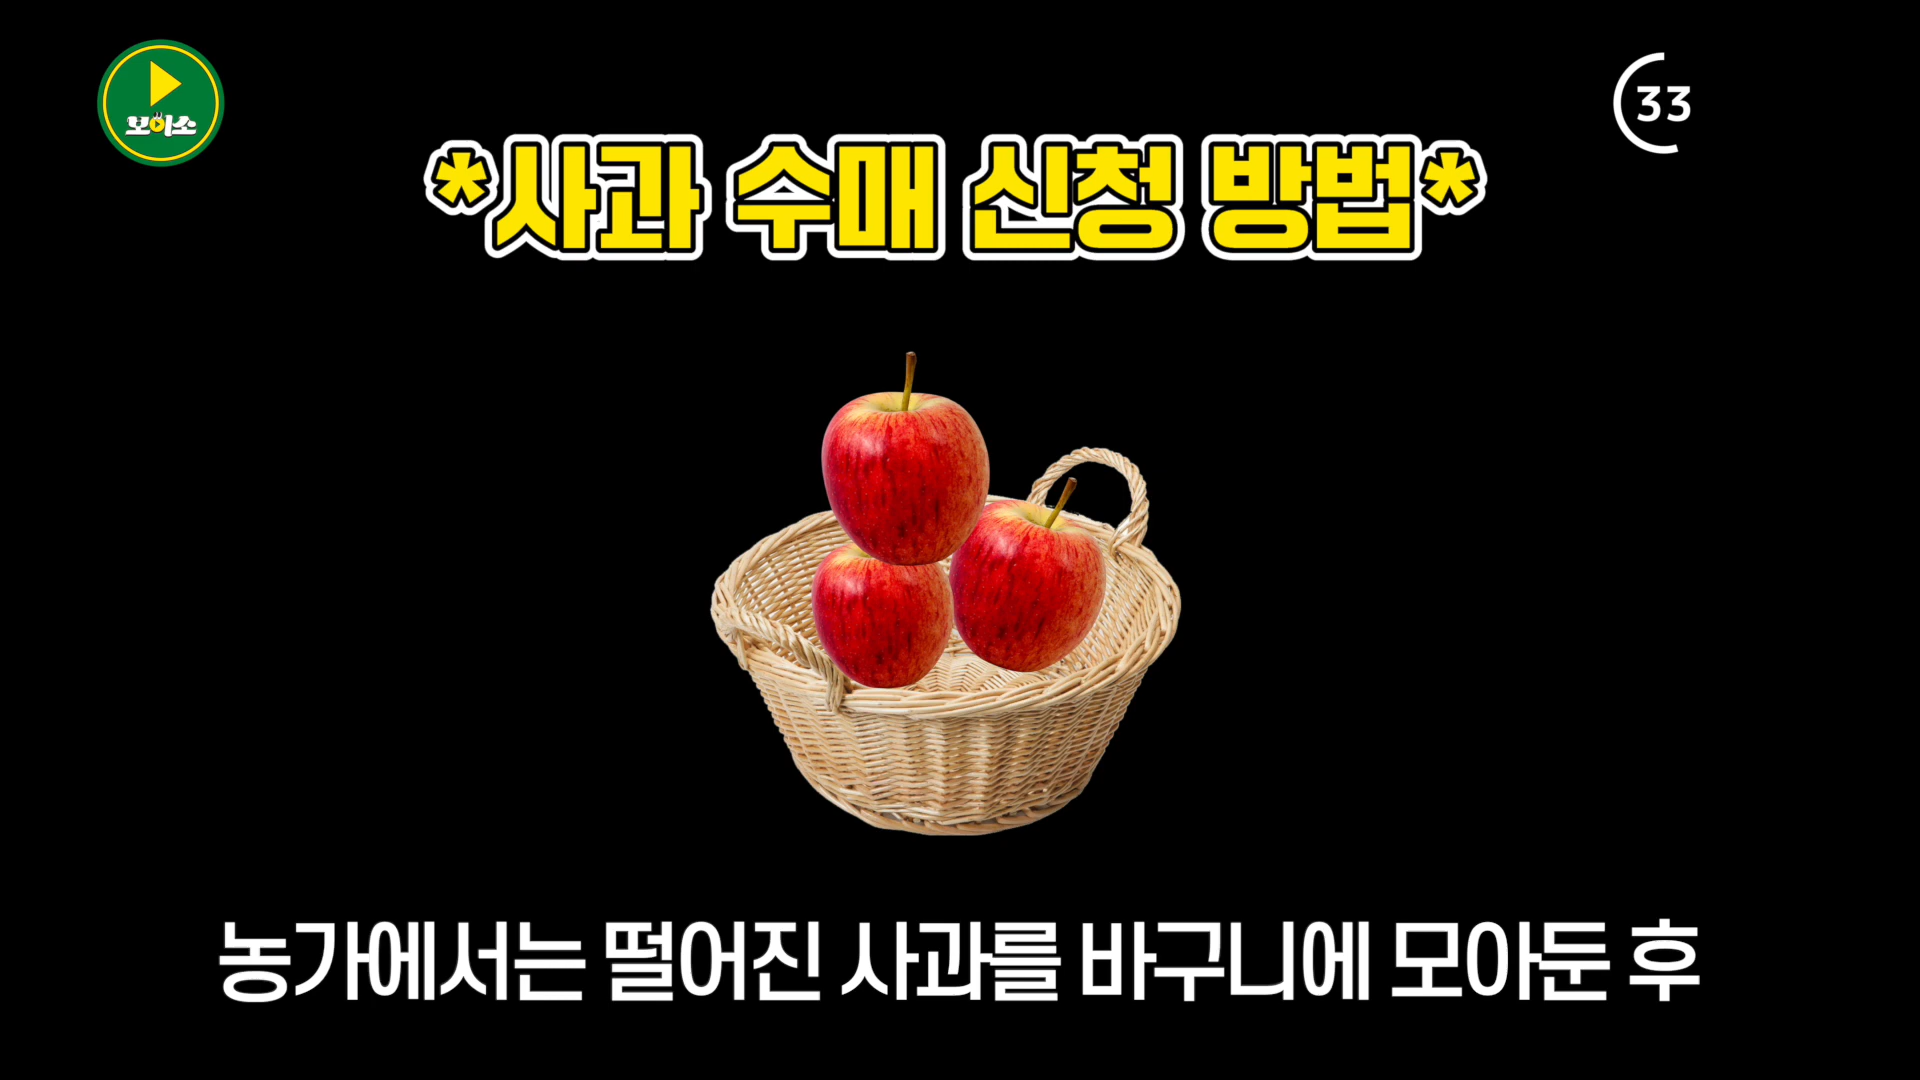 보이소
33
*사과 수매 신청 방법*
농가에서는 떨어진 사과를 바구니에 모아둔 후